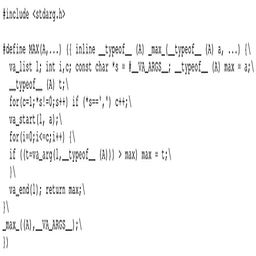 #include <stdarg.h>
#define MAX(A,...) ({ inline __typeof__ (A) _max_(__typeof__ (A) a, ...) {\
va_list l; int i,c; const char *s = #__VA_ARGS__; __typeof__ (A) max = a;\
__typeof__ (A) t;\
for(c=1;*s!=0;s++) if (*s==',') c++;\
va_start(l, a);\
for(i=0;i<=c;i++) {\
if ((t=va_arg(l,__typeof__ (A))) > max) max = t;\
}\
va_end(l); return max;\
}\
_max_((A),__VA_ARGS__);\
})